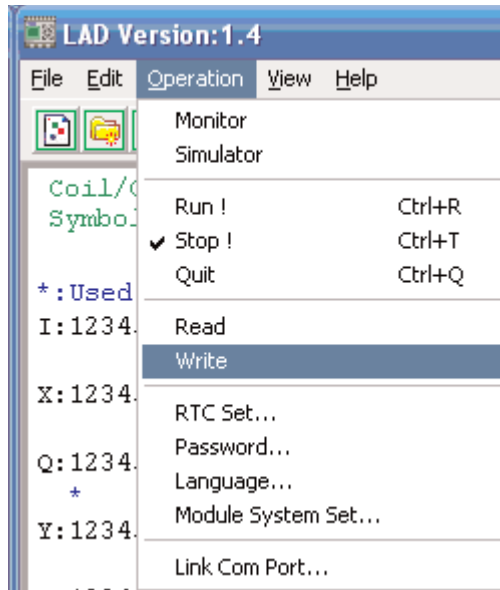 LAD Version:1.4
File Edit Operation View Help
Monitor
Simulator
Coil/
Symbol
Run ! Ctrl+R
✔ Stop ! Ctrl+T
Quit Ctrl+Q
*:Used
I:1234.
Read
Write
X:1234.
RTC Set...
Password...
Q:1234.
Language...
*
Module System Set...
Y:1234.
Link Com Port...